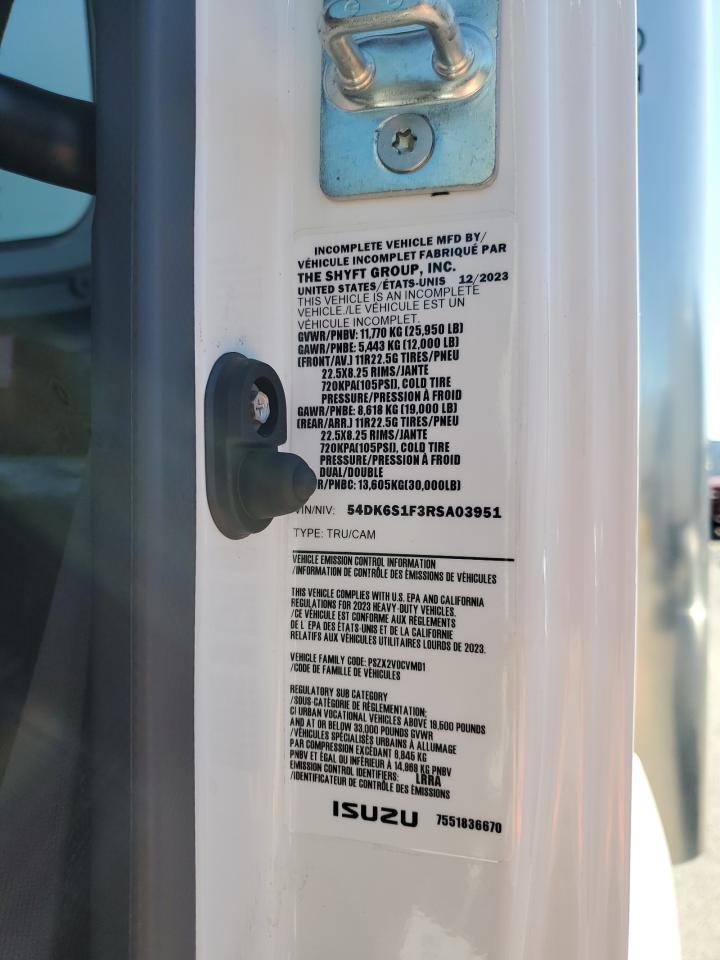 INCOMPLETE VEHICLE MFD BY/
VÉHICULE INCOMPLET FABRIQUÉ PAR
THE SHYFT GROUP, INC.
UNITED STATES/ÉTATS-UNIS 12/2023
THIS VEHICLE IS AN INCOMPLETE
VEHICLE./LE VÉHICULE EST UN
VÉHICULE INCOMPLET.
GVWR/PNBV: 11,770 KG (25,950 LB)
GAWR/PNBE: 5,443 KG (12,000 LB)
(FRONT/AV.) 11R22.5G TIRES/PNEU
22.5X8.25 RIMS/JANTE
720KPA(105PSI), COLD TIRE
PRESSURE/PRESSION À FROID
GAWR/PNBE: 8,618 KG (19,000 LB)
(REAR/ARR.) 11R22.5G TIRES/PNEU
22.5X8.25 RIMS/JANTE
720KPA(105PSI), COLD TIRE
PRESSURE/PRESSION À FROID
DUAL/DOUBLE
R/PNBC: 13,605KG(30,000LB)
VIN/NIV: 54DK6S1F3RSA03951
TYPE: TRU/CAM
VEHICLE EMISSION CONTROL INFORMATION
/INFORMATION DE CONTRÔLE DES ÉMISSIONS DE VÉHICULES
THIS VEHICLE COMPLIES WITH U.S. EPA AND CALIFORNIA
REGULATIONS FOR 2023 HEAVY-DUTY VEHICLES.
/CE VÉHICULE EST CONFORME AUX RÈGLEMENTS
DE L' EPA DES ÉTATS-UNIS ET DE LA CALIFORNIE
RELATIFS AUX VÉHICULES UTILITAIRES LOURDS DE 2023.
VEHICLE FAMILY CODE: PSZX2VOCVMD1
/CODE DE FAMILLE DE VÉHICULES
REGULATORY SUB CATEGORY
/SOUS-CATÉGORIE DE RÉGLEMENTATION:
CI URBAN VOCATIONAL VEHICLES ABOVE 19,500 POUNDS
AND AT OR BELOW 33,000 POUNDS GVWR
/VÉHICULES SPÉCIALISÉS URBAINS À ALLUMAGE
PAR COMPRESSION EXCÉDANT 8,845 KG
PNBV ET ÉGAL OU INFÉRIEUR À 14,969 KG PNBV
EMISSION CONTROL IDENTIFIERS: LRRA
/IDENTIFICATEUR DE CONTRÔLE DES ÉMISSIONS
ISUZU 7551836670